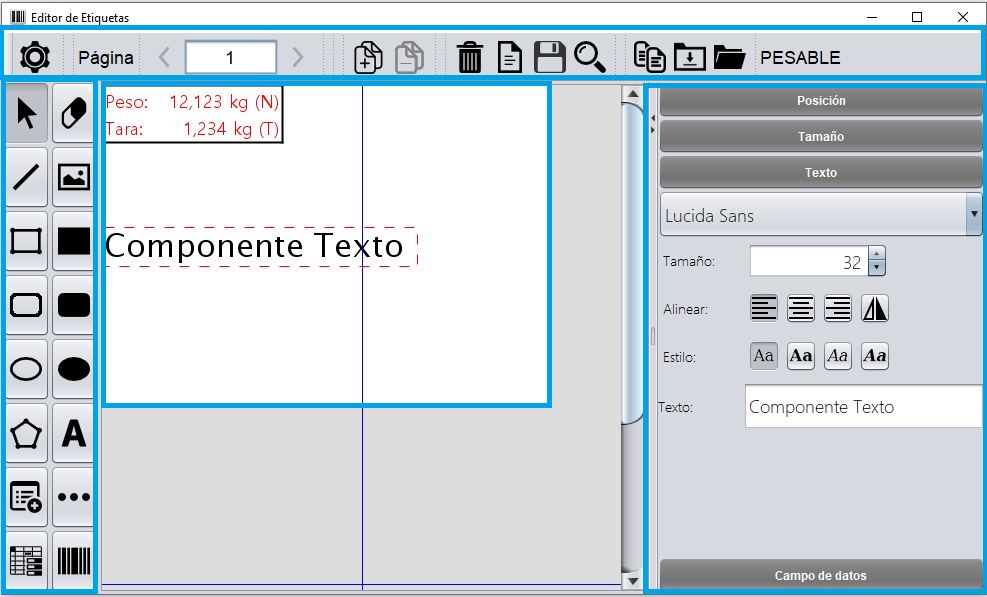 Editor de Etiquetas
Página 1 PESABLE
Peso: 12,123 kg (N)
Tara: 1,234 kg (T)
Componente Texto
A
Posición
Tamaño
Texto
Lucida Sans
Tamaño: 32
Alinear:
Estilo: Aa Aa Aa Aa
Texto: Componente Texto
Campo de datos